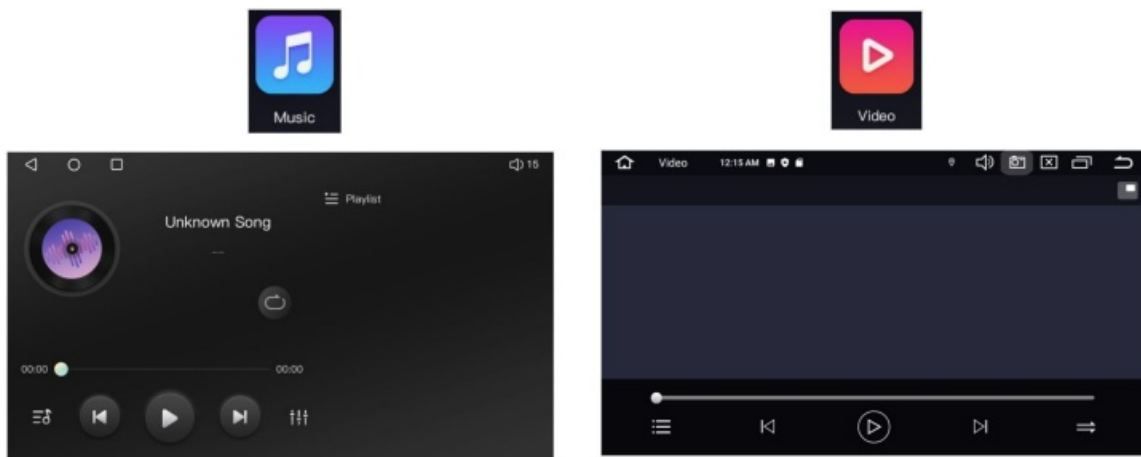 Music
Video
15
Playlist
Unknown Song
--
00:00
00:00
Video
12:15 AM